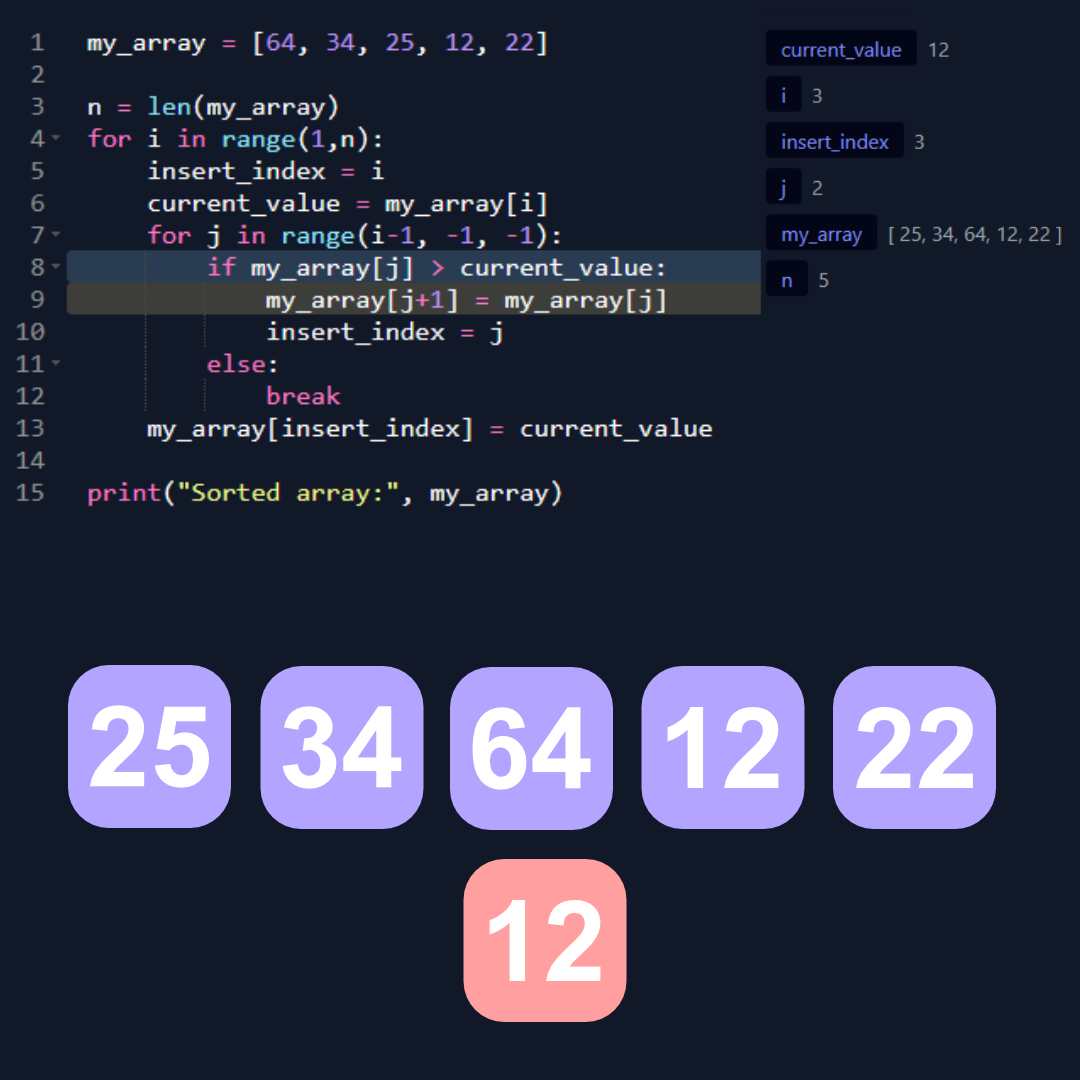 1 my_array = [64, 34, 25, 12, 22]
2
3 n = len(my_array)
4 for i in range(1,n):
5     insert_index = i
6     current_value = my_array[i]
7     for j in range(i-1, -1, -1):
8         if my_array[j] > current_value:
9             my_array[j+1] = my_array[j]
10             insert_index = j
11         else:
12             break
13     my_array[insert_index] = current_value
14
15 print("Sorted array:", my_array)
current_value 12
i 3
insert_index 3
j 2
my_array [ 25, 34, 64, 12, 22 ]
n 5
25 34 64 12 22
12